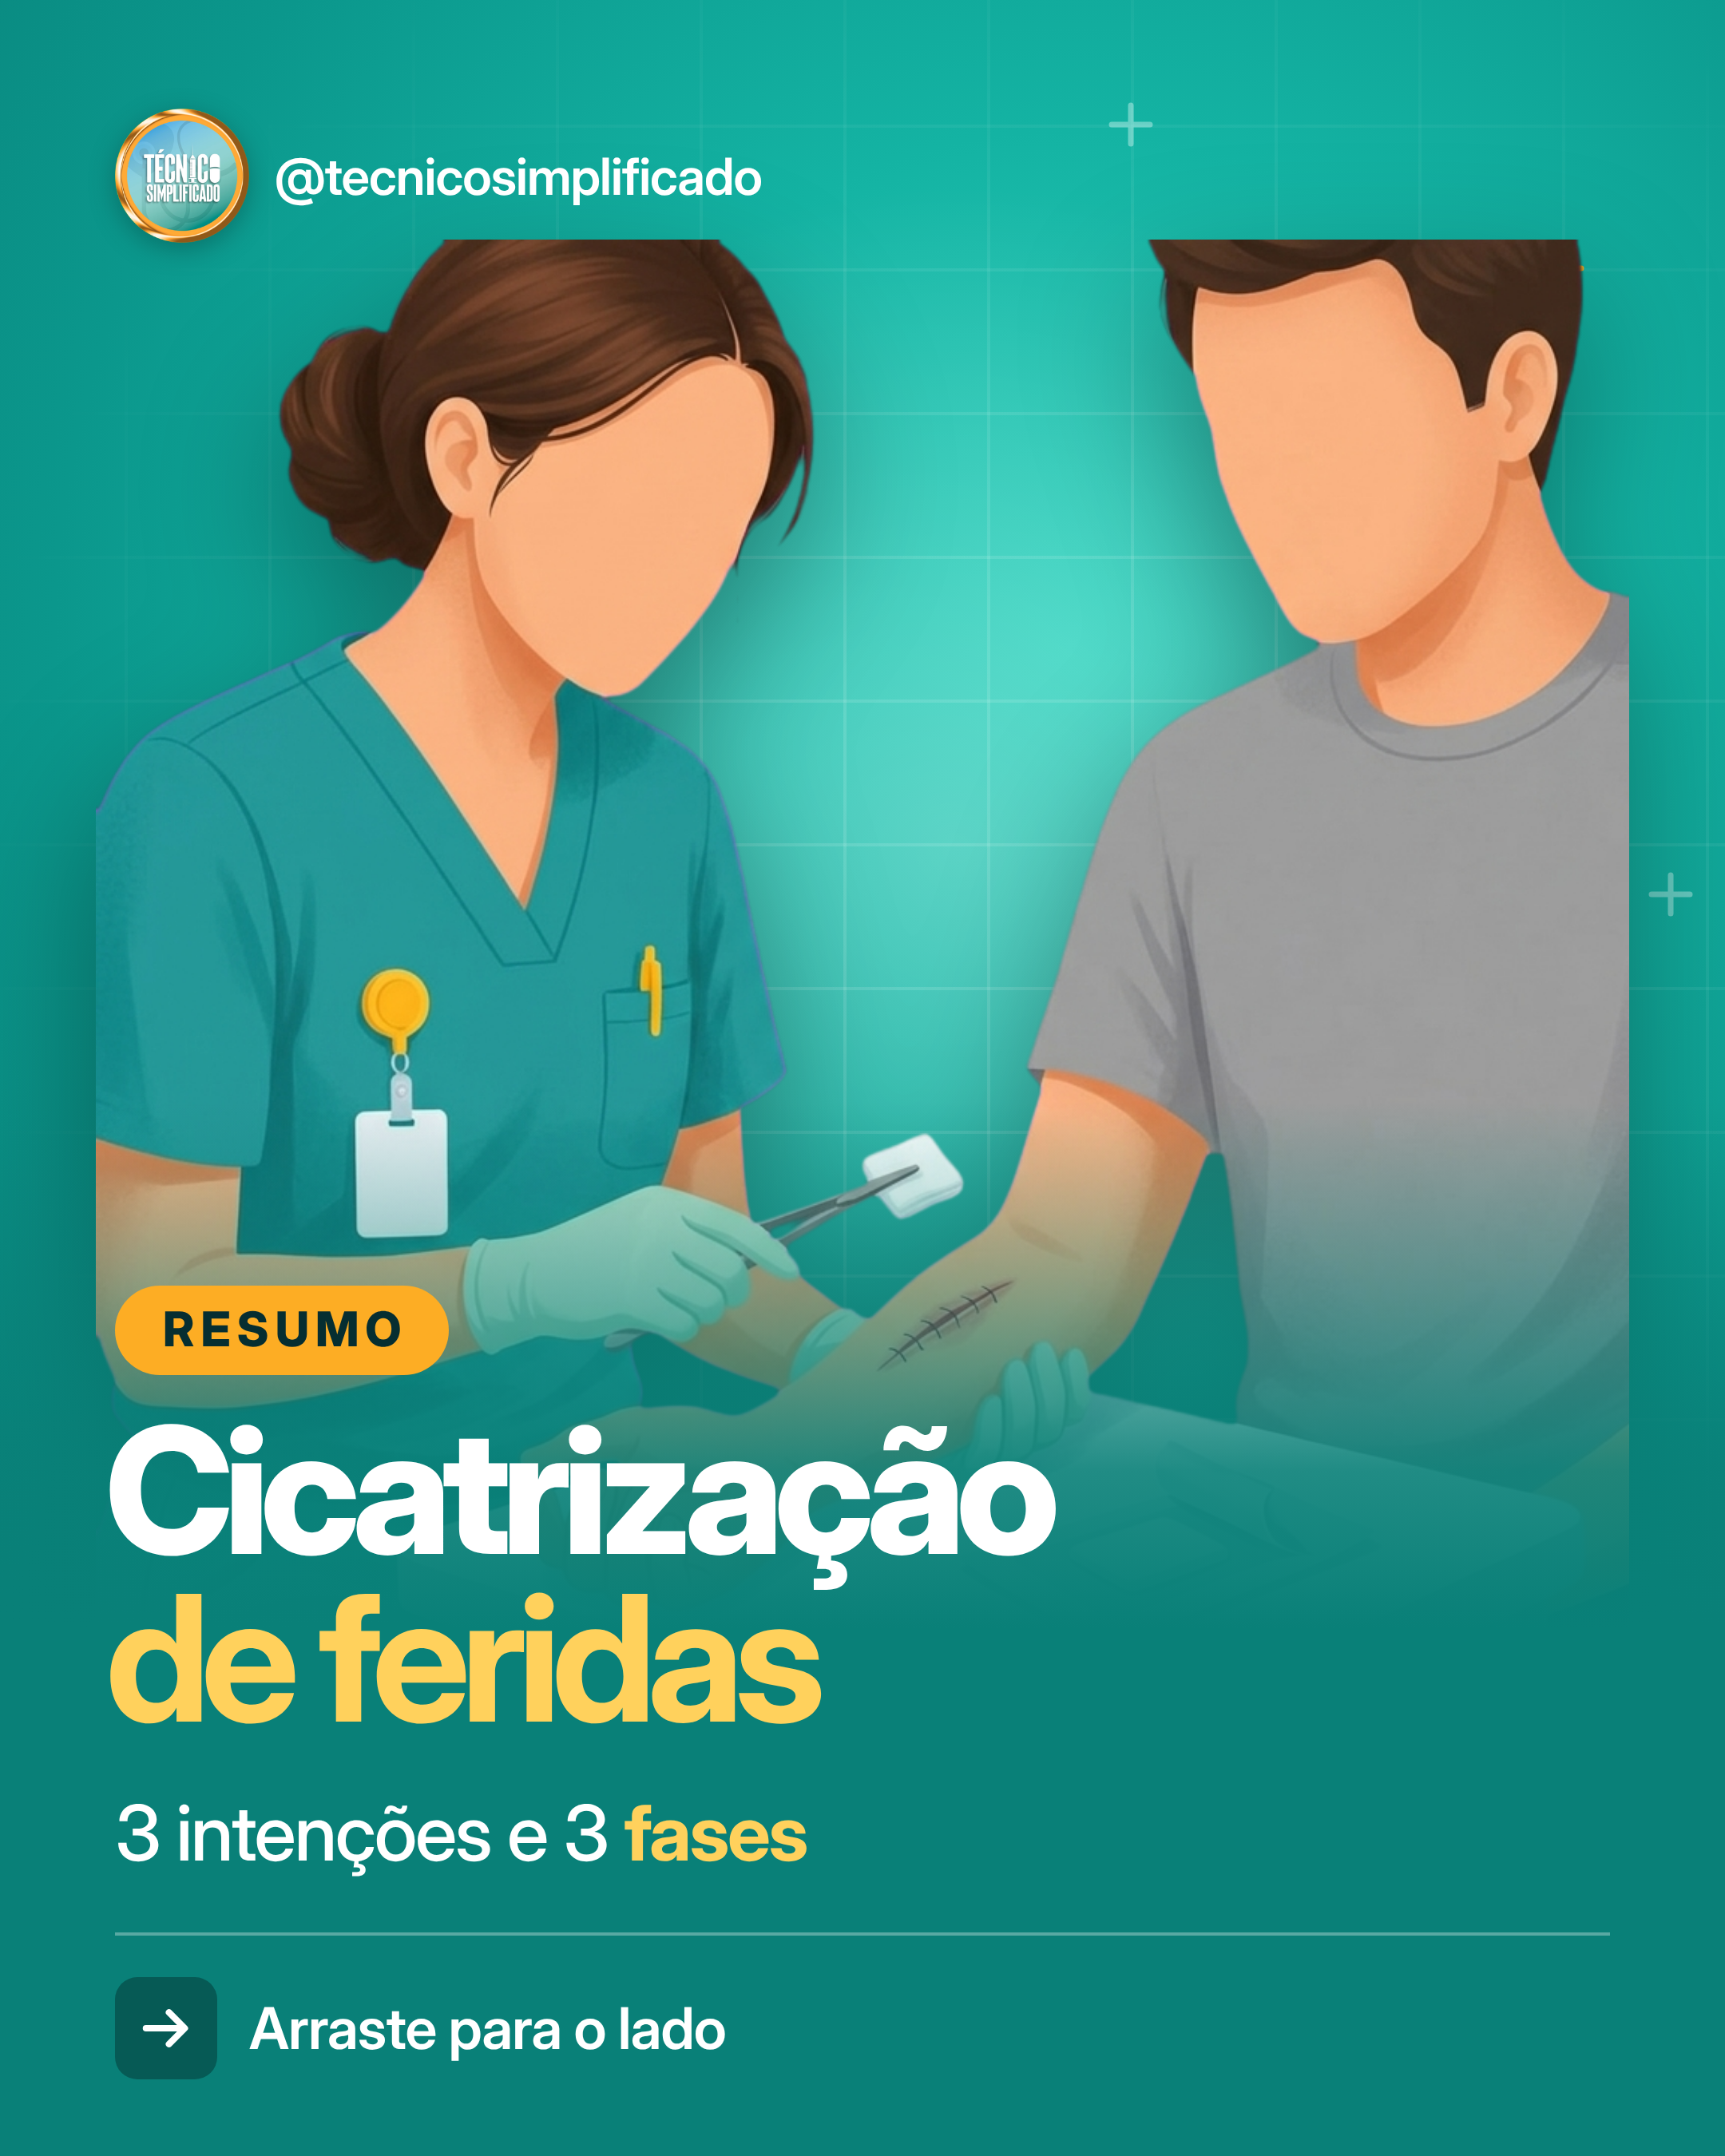 TÉCNICO
SIMPLIFICADO
@tecnicosimplificado
RESUMO
Cicatrização
de feridas
3 intenções e 3 fases
Arraste para o lado